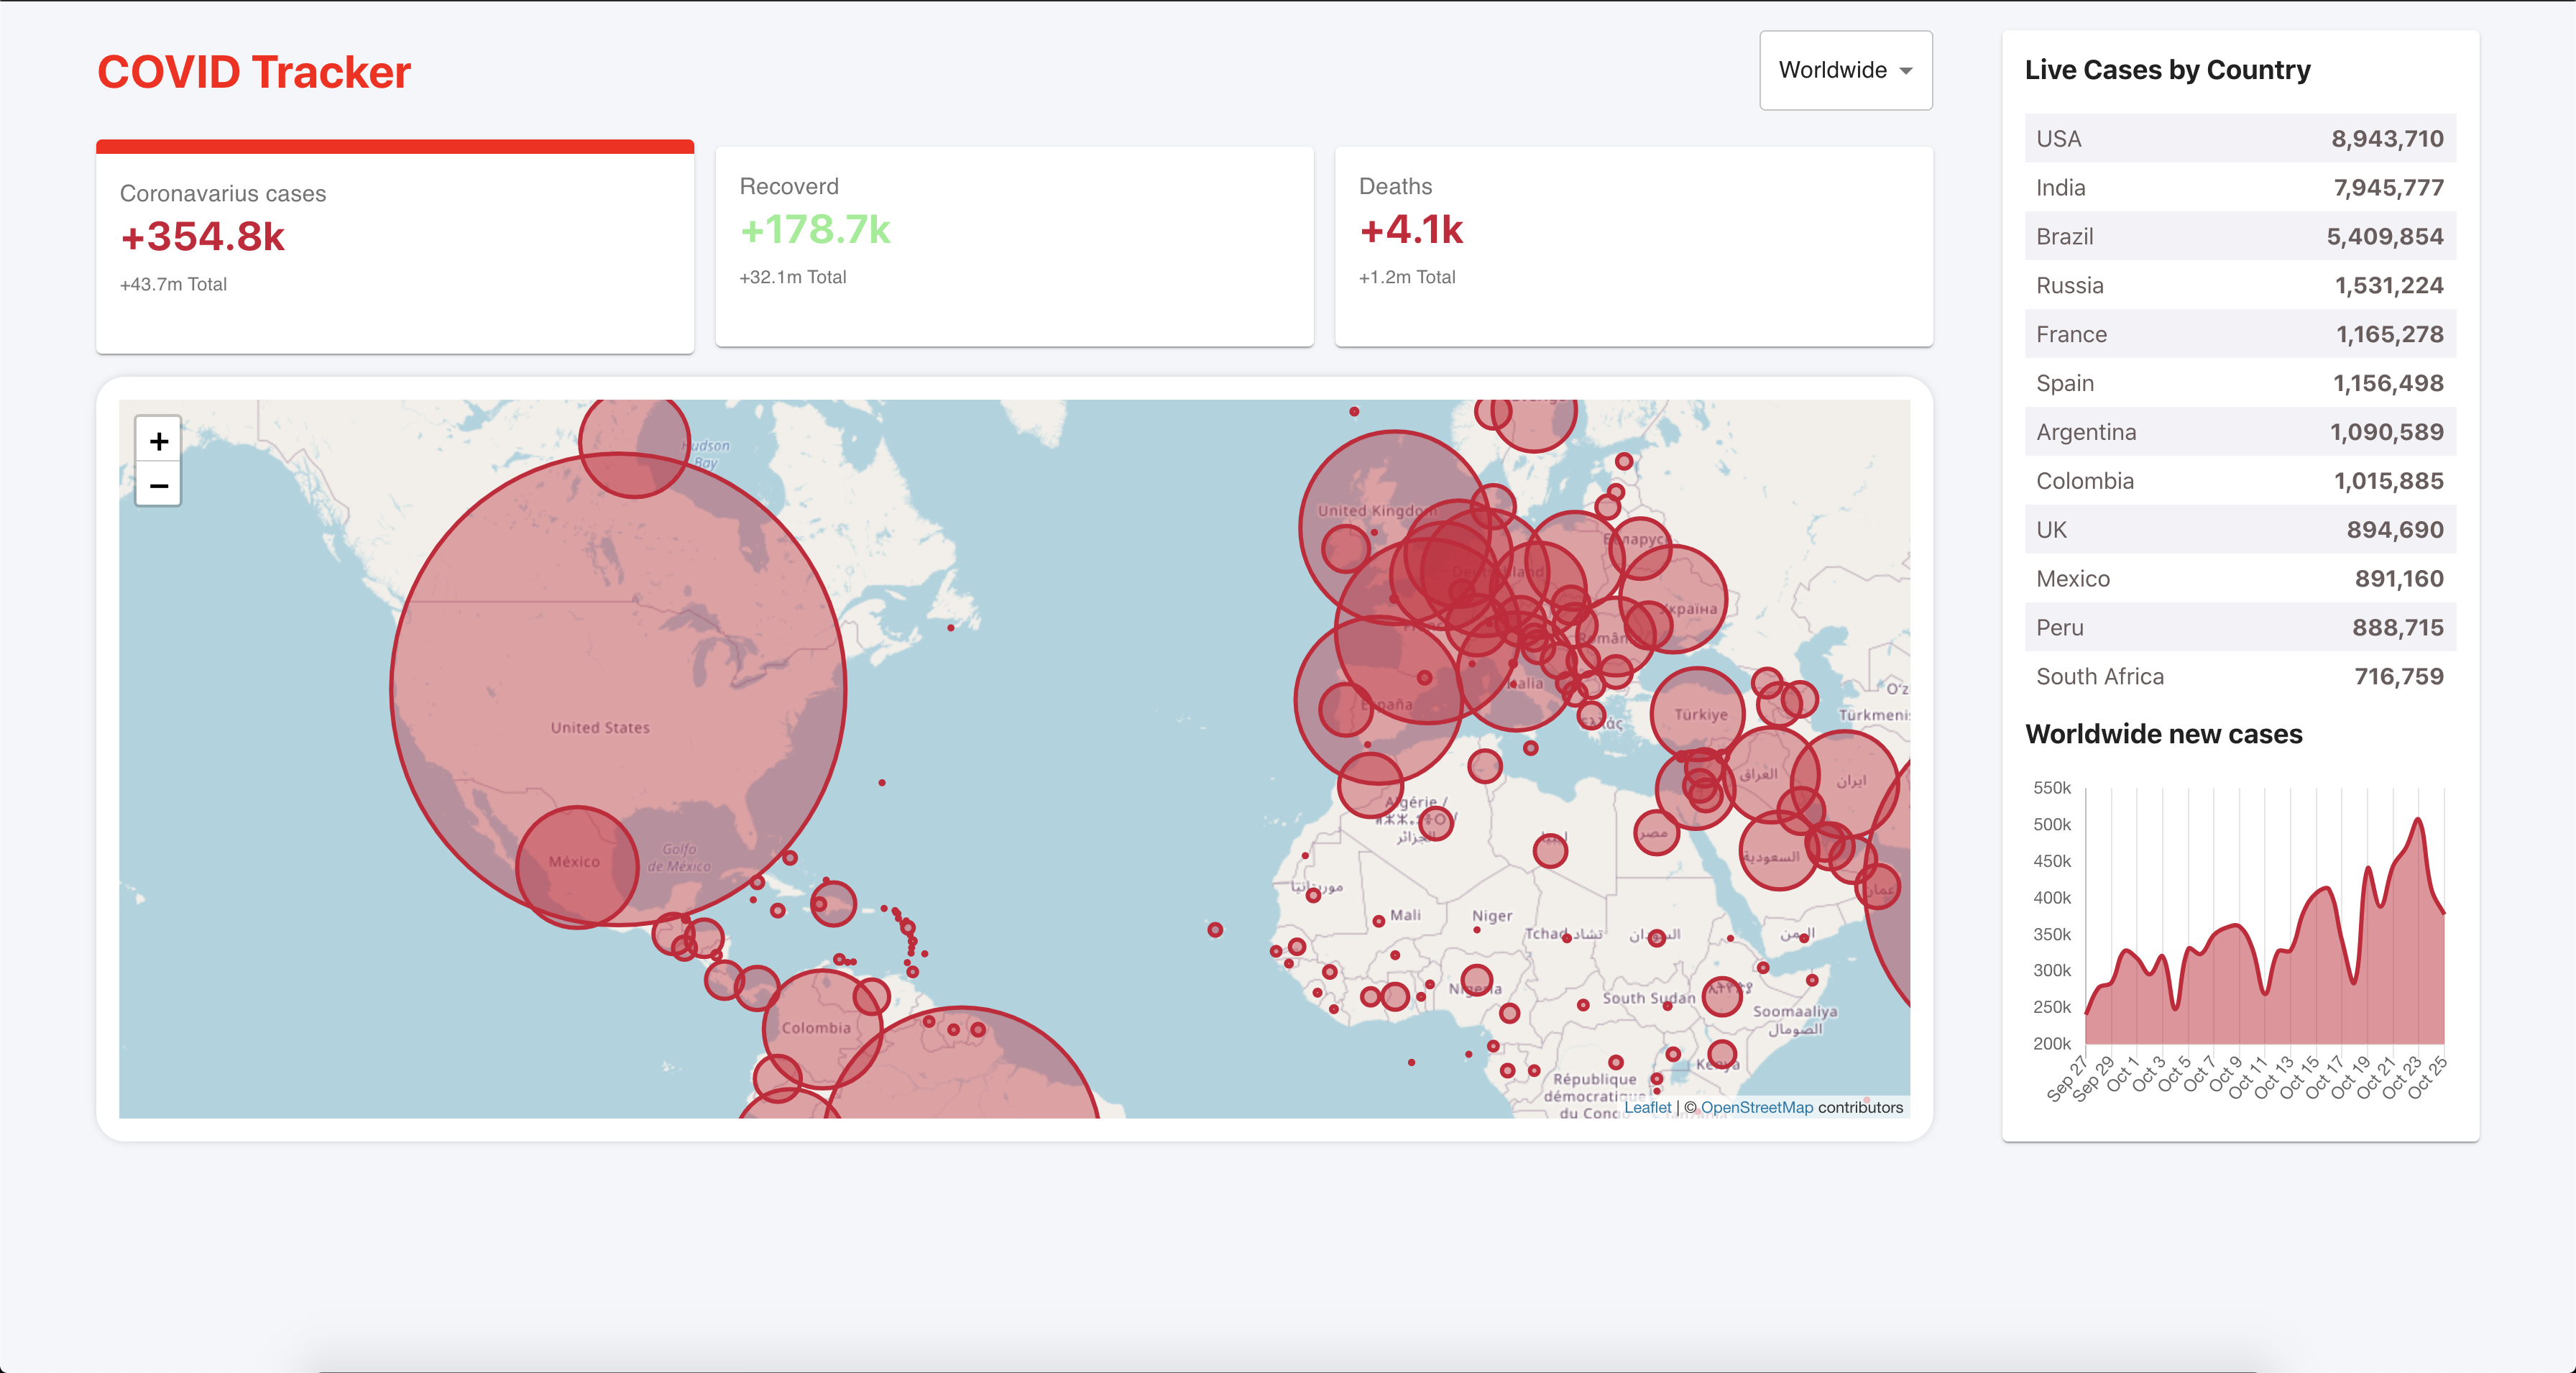 COVID Tracker
Worldwide
Coronavarius cases
+354.8k
+43.7m Total
Recoverd
+178.7k
+32.1m Total
Deaths
+4.1k
+1.2m Total
+
−
Hudson
Bay
United States
México
Golfo
de México
Colombia
United Kingdom
Беларусь
Deutschland
Україна
România
Italia
España
Ελλάς
Türkiye
O'z
Türkmeni
العراق
ایران
Algérie /
الجزائر
ليبيا
مصر
السعودية
عمان
موريتانيا
Mali
Niger
Tchad تشاد
السودان
اليمن
Nigeria
South Sudan
Soomaaliya
الصومال
Kenya
République
démocratique
du Congo
Leaflet | © OpenStreetMap contributors
Live Cases by Country
USA 8,943,710
India 7,945,777
Brazil 5,409,854
Russia 1,531,224
France 1,165,278
Spain 1,156,498
Argentina 1,090,589
Colombia 1,015,885
UK 894,690
Mexico 891,160
Peru 888,715
South Africa 716,759
Worldwide new cases
550k
500k
450k
400k
350k
300k
250k
200k
Sep 27
Sep 29
Oct 1
Oct 3
Oct 5
Oct 7
Oct 9
Oct 11
Oct 13
Oct 15
Oct 17
Oct 19
Oct 21
Oct 23
Oct 25